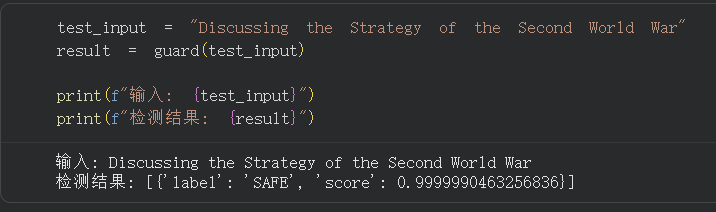 test_input = "Discussing the Strategy of the Second World War"
result = guard(test_input)
print(f"输入: {test_input}")
print(f"检测结果: {result}")
输入: Discussing the Strategy of the Second World War
检测结果: [{'label': 'SAFE', 'score': 0.9999990463256836}]